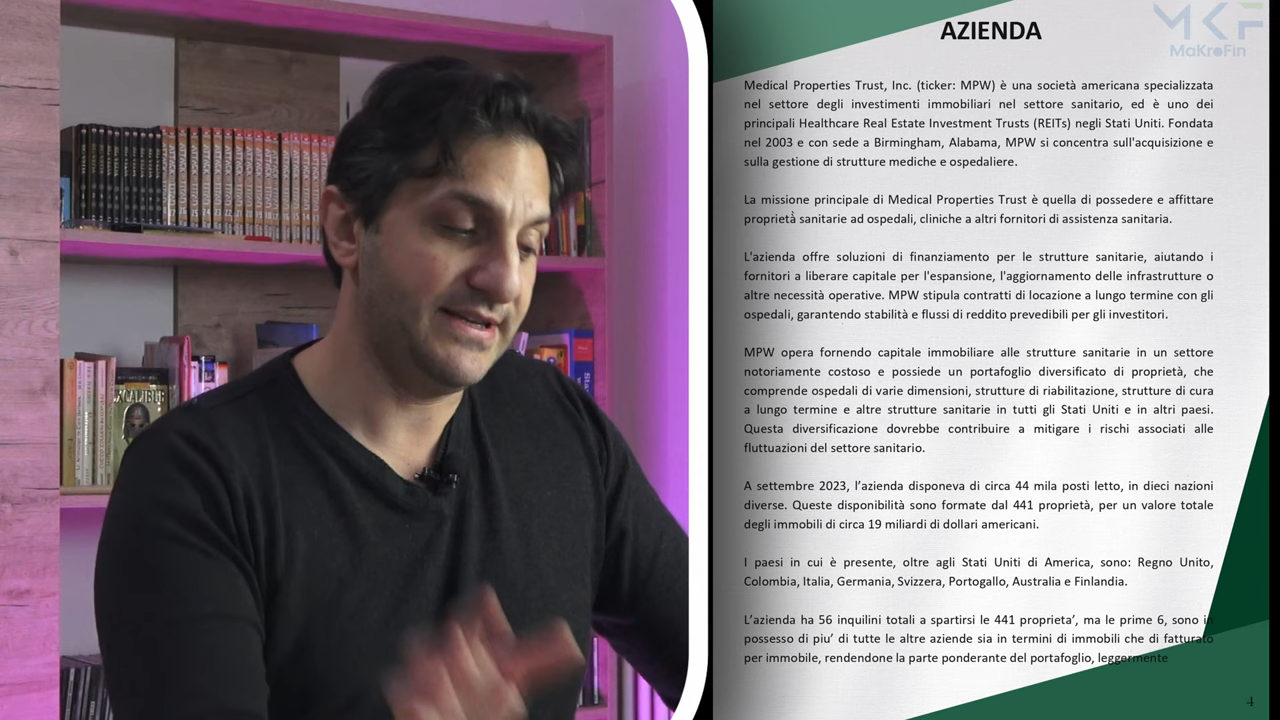 AZIENDA
MKF
MaKroFin
Medical Properties Trust, Inc. (ticker: MPW) è una società americana specializzata
nel settore degli investimenti immobiliari nel settore sanitario, ed è uno dei
principali Healthcare Real Estate Investment Trusts (REITs) negli Stati Uniti. Fondata
nel 2003 e con sede a Birmingham, Alabama, MPW si concentra sull'acquisizione e
sulla gestione di strutture mediche e ospedaliere.
La missione principale di Medical Properties Trust è quella di possedere e affittare
proprietà sanitarie ad ospedali, cliniche a altri fornitori di assistenza sanitaria.
L'azienda offre soluzioni di finanziamento per le strutture sanitarie, aiutando i
fornitori a liberare capitale per l'espansione, l'aggiornamento delle infrastrutture o
altre necessità operative. MPW stipula contratti di locazione a lungo termine con gli
ospedali, garantendo stabilità e flussi di reddito prevedibili per gli investitori.
MPW opera fornendo capitale immobiliare alle strutture sanitarie in un settore
notoriamente costoso e possiede un portafoglio diversificato di proprietà, che
comprende ospedali di varie dimensioni, strutture di riabilitazione, strutture di cura
a lungo termine e altre strutture sanitarie in tutti gli Stati Uniti e in altri paesi.
Questa diversificazione dovrebbe contribuire a mitigare i rischi associati alle
fluttuazioni del settore sanitario.
A settembre 2023, l’azienda disponeva di circa 44 mila posti letto, in dieci nazioni
diverse. Queste disponibilità sono formate dal 441 proprietà, per un valore totale
degli immobili di circa 19 miliardi di dollari americani.
I paesi in cui è presente, oltre agli Stati Uniti di America, sono: Regno Unito,
Colombia, Italia, Germania, Svizzera, Portogallo, Australia e Finlandia.
L’azienda ha 56 inquilini totali a spartirsi le 441 proprieta’, ma le prime 6, sono in
possesso di piu’ di tutte le altre aziende sia in termini di immobili che di fatturato
per immobile, rendendone la parte ponderante del portafoglio, leggermente
4